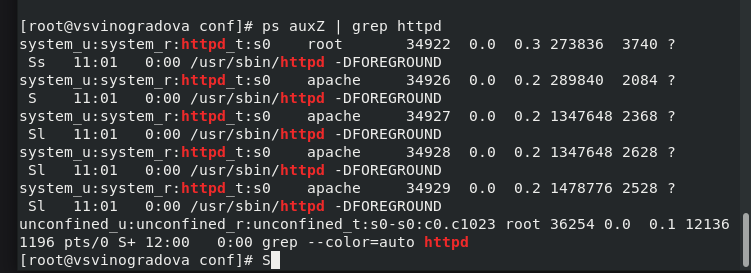 [root@vsvinogradova conf]# ps auxZ | grep httpd
system_u:system_r:httpd_t:s0    root      34922  0.0  0.3 273836  3740 ?
 Ss   11:01   0:00 /usr/sbin/httpd -DFOREGROUND
system_u:system_r:httpd_t:s0    apache    34926  0.0  0.2 289840  2084 ?
 S    11:01   0:00 /usr/sbin/httpd -DFOREGROUND
system_u:system_r:httpd_t:s0    apache    34927  0.0  0.2 1347648 2368 ?
 Sl   11:01   0:00 /usr/sbin/httpd -DFOREGROUND
system_u:system_r:httpd_t:s0    apache    34928  0.0  0.2 1347648 2628 ?
 Sl   11:01   0:00 /usr/sbin/httpd -DFOREGROUND
system_u:system_r:httpd_t:s0    apache    34929  0.0  0.2 1478776 2528 ?
 Sl   11:01   0:00 /usr/sbin/httpd -DFOREGROUND
unconfined_u:unconfined_r:unconfined_t:s0-s0:c0.c1023 root 36254 0.0  0.1 12136
1196 pts/0 S+ 12:00   0:00 grep --color=auto httpd
[root@vsvinogradova conf]# S